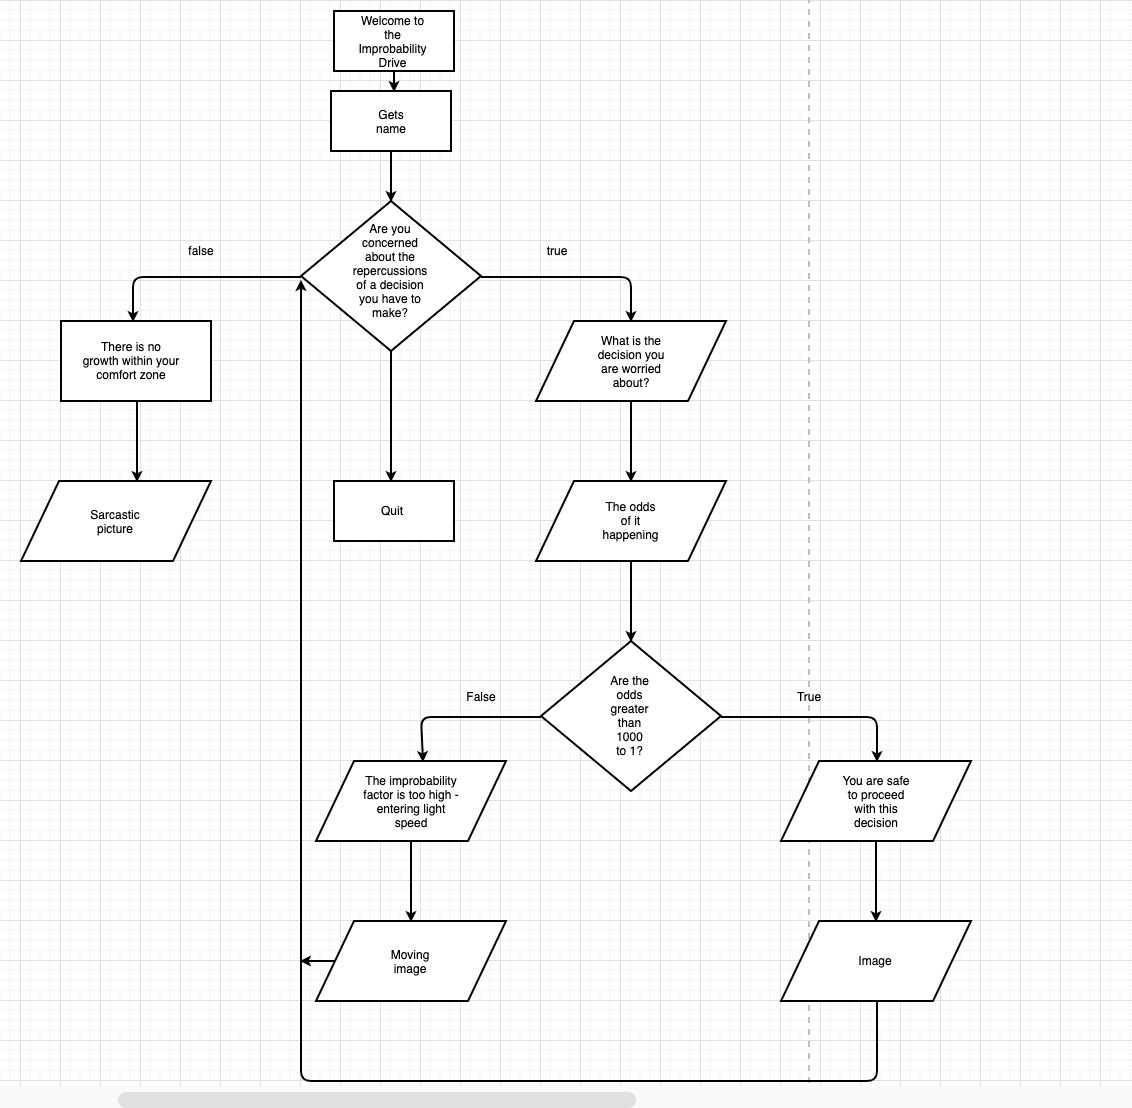 Welcome to
the
Improbability
Drive
Gets
name
Are you
concerned
about the
repercussions
of a decision
you have to
make?
false
true
There is no
growth within your
comfort zone
What is the
decision you
are worried
about?
Sarcastic
picture
Quit
The odds
of it
happening
Are the
odds
greater
than
1000
to 1?
False
True
The improbability
factor is too high -
entering light
speed
You are safe
to proceed
with this
decision
Moving
image
Image